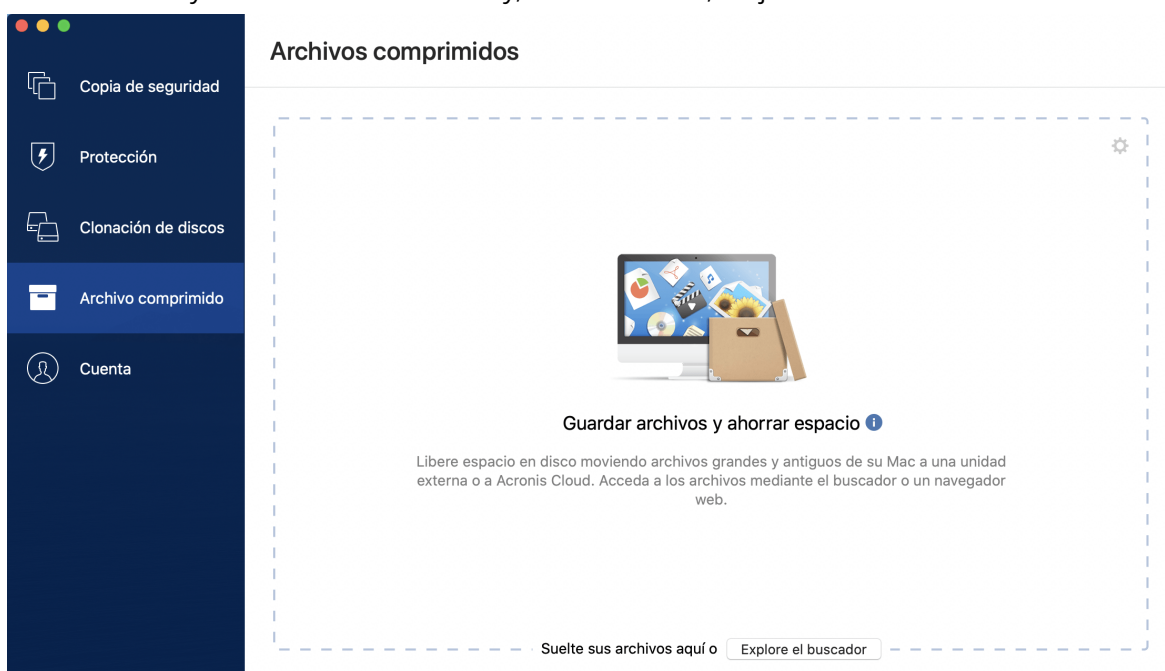 Archivos comprimidos
Copia de seguridad
Protección
Clonación de discos
Archivo comprimido
Cuenta
Guardar archivos y ahorrar espacio
Libere espacio en disco moviendo archivos grandes y antiguos de su Mac a una unidad
externa o a Acronis Cloud. Acceda a los archivos mediante el buscador o un navegador
web.
Suelte sus archivos aquí o Explore el buscador